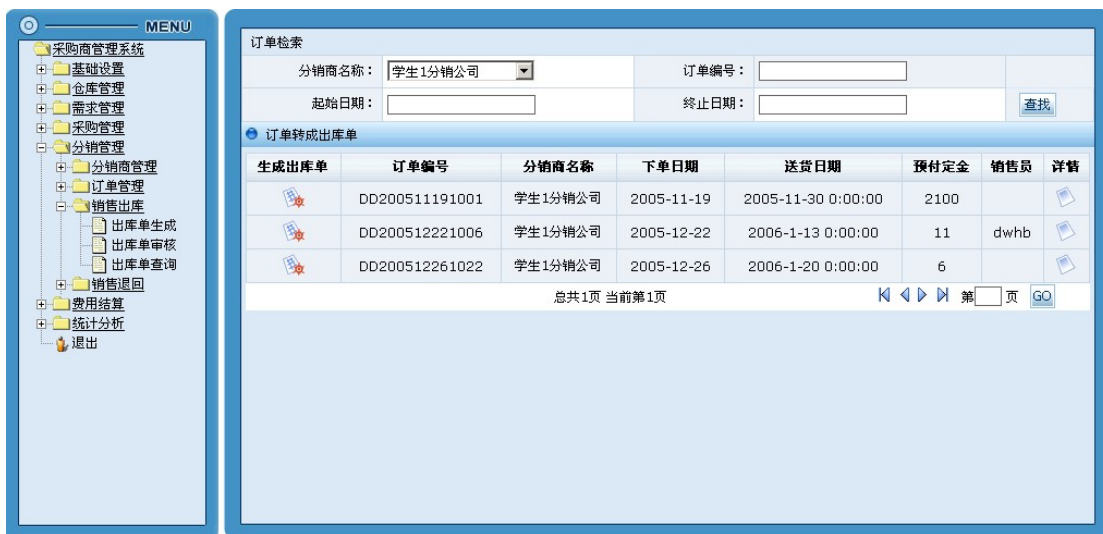 MENU
采购商管理系统
基础设置
仓库管理
需求管理
采购管理
分销管理
分销商管理
订单管理
销售出库
出库单生成
出库单审核
出库单查询
销售退回
费用结算
统计分析
退出
订单检索
分销商名称： 学生1分销公司 订单编号：
起始日期： 终止日期： 查找
订单转成出库单
生成出库单 订单编号 分销商名称 下单日期 送货日期 预付定金 销售员 详情
DD200511191001 学生1分销公司 2005-11-19 2005-11-30 0:00:00 2100
DD200512221006 学生1分销公司 2005-12-22 2006-1-13 0:00:00 11 dwhb
DD200512261022 学生1分销公司 2005-12-26 2006-1-20 0:00:00 6
总共1页 当前第1页 第 页 GO